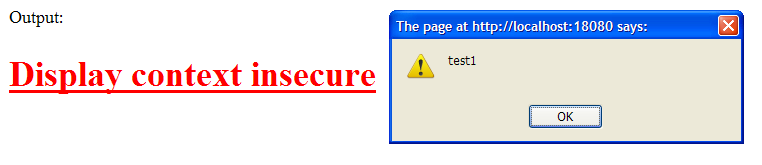 Output:
Display context insecure
The page at http://localhost:18080 says:
test1
OK